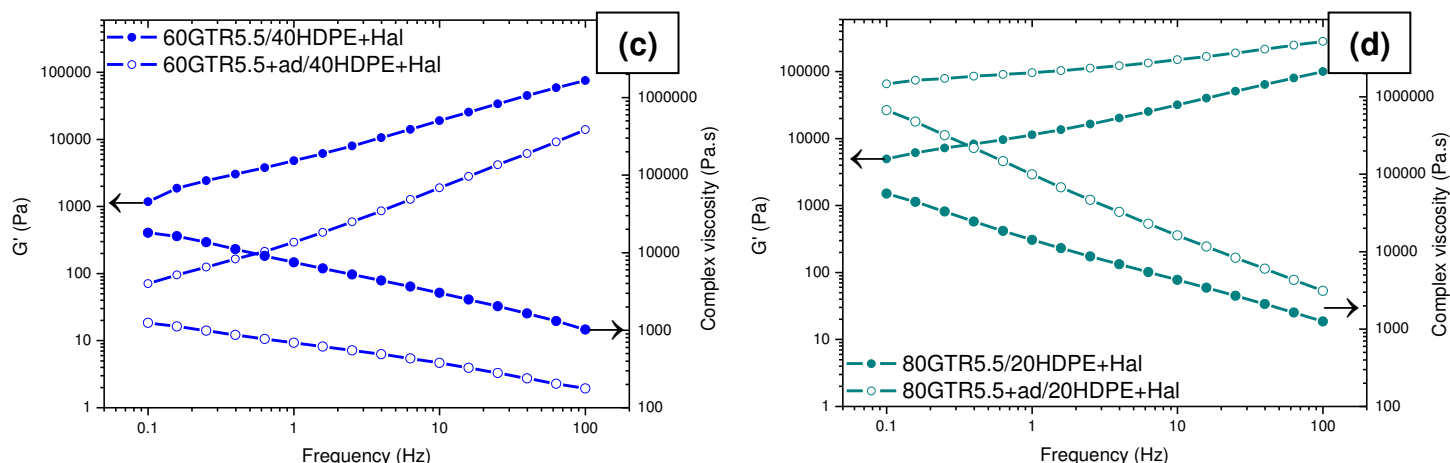 (c)
60GTR5.5/40HDPE+Hal
60GTR5.5+ad/40HDPE+Hal
100000
10000
1000
100
10
1
G' (Pa)
1000000
100000
10000
1000
100
Complex viscosity (Pa.s)
0.1
1
10
100
Frequency (Hz)
(d)
100000
10000
1000
100
10
1
G' (Pa)
1000000
100000
10000
1000
100
Complex viscosity (Pa.s)
80GTR5.5/20HDPE+Hal
80GTR5.5+ad/20HDPE+Hal
0.1
1
10
100
Frequency (Hz)